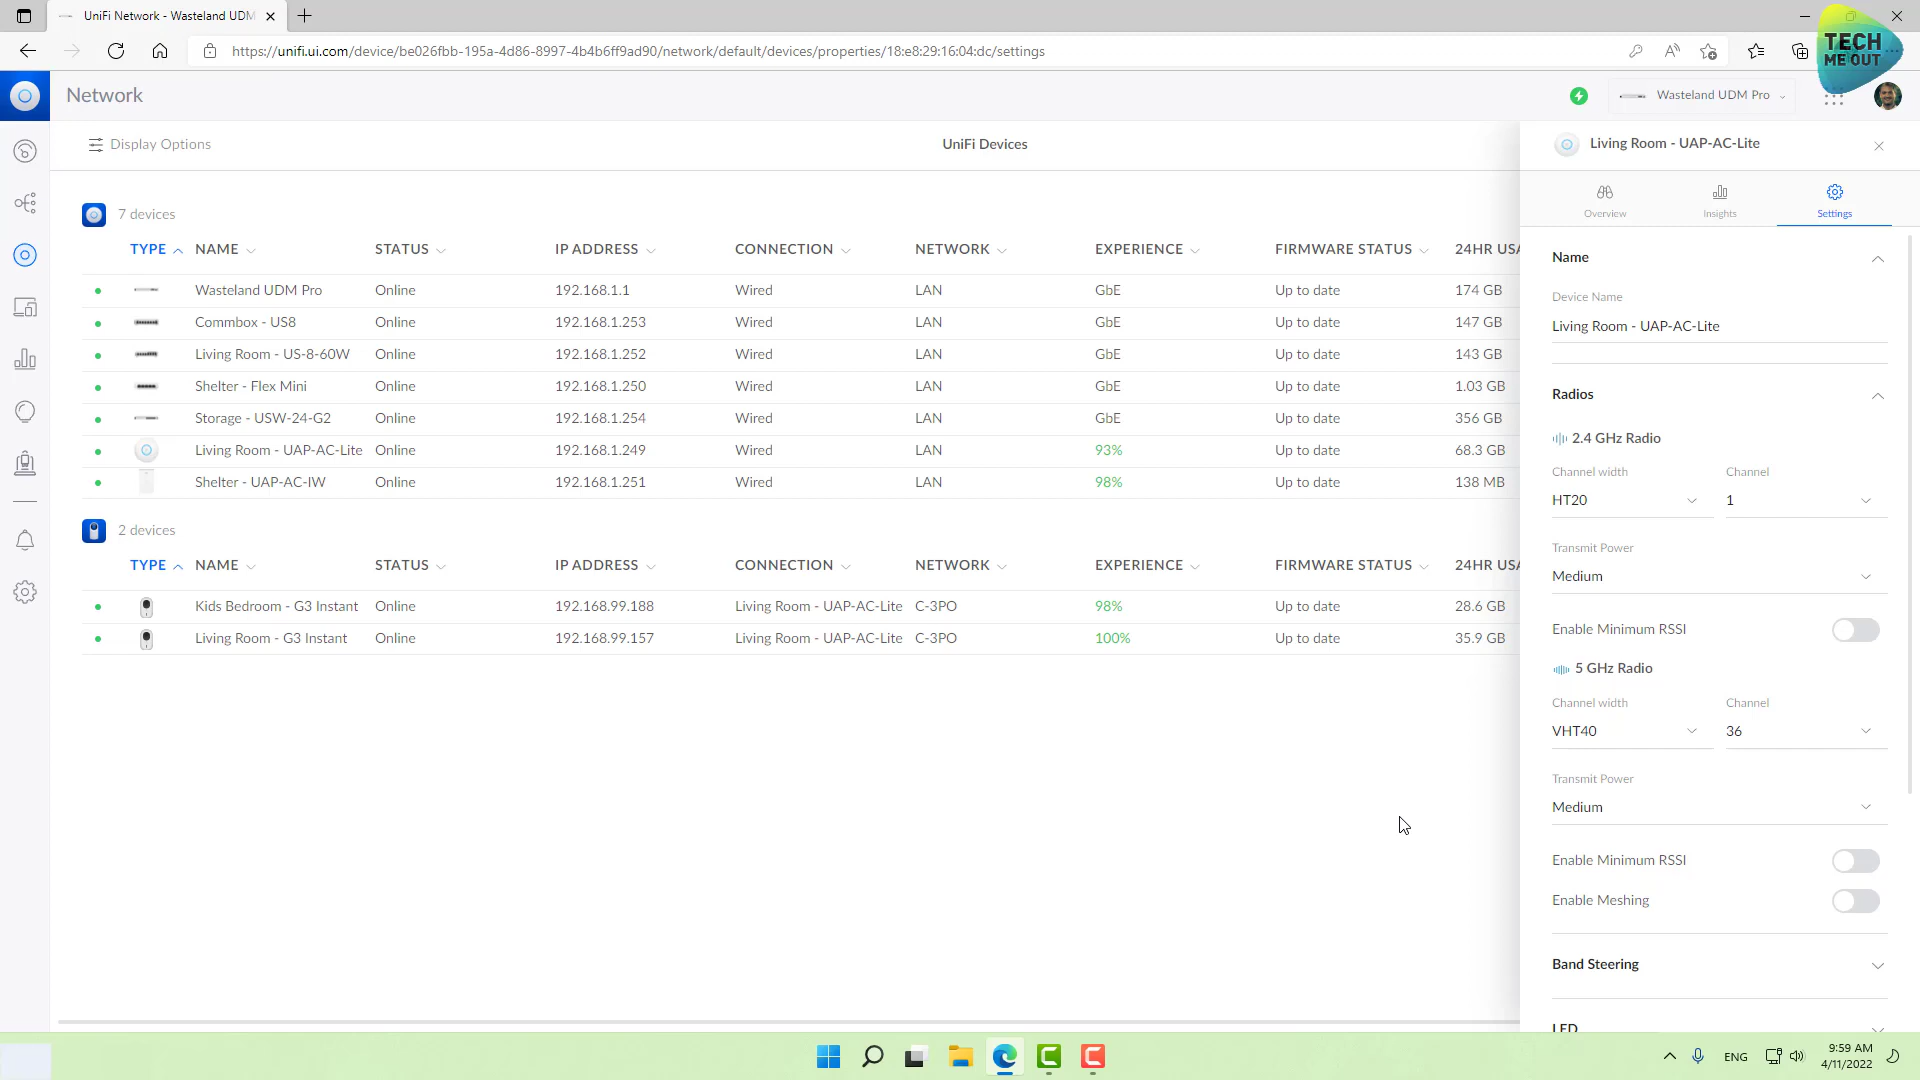 UniFi Network - Wasteland UDM
https://unifi.ui.com/device/be026fbb-195a-4d86-8997-4b4b6ff9ad90/network/default/devices/properties/18:e8:29:16:04:dc/settings
TECH
ME OUT
Network
Wasteland UDM Pro
Display Options
UniFi Devices
7 devices
TYPE NAME STATUS IP ADDRESS CONNECTION NETWORK EXPERIENCE FIRMWARE STATUS 24HR USA
Wasteland UDM Pro Online 192.168.1.1 Wired LAN GbE Up to date 174 GB
Commbox - US8 Online 192.168.1.253 Wired LAN GbE Up to date 147 GB
Living Room - US-8-60W Online 192.168.1.252 Wired LAN GbE Up to date 143 GB
Shelter - Flex Mini Online 192.168.1.250 Wired LAN GbE Up to date 1.03 GB
Storage - USW-24-G2 Online 192.168.1.254 Wired LAN GbE Up to date 356 GB
Living Room - UAP-AC-Lite Online 192.168.1.249 Wired LAN 93% Up to date 68.3 GB
Shelter - UAP-AC-IW Online 192.168.1.251 Wired LAN 98% Up to date 138 MB
2 devices
TYPE NAME STATUS IP ADDRESS CONNECTION NETWORK EXPERIENCE FIRMWARE STATUS 24HR USA
Kids Bedroom - G3 Instant Online 192.168.99.188 Living Room - UAP-AC-Lite C-3PO 98% Up to date 28.6 GB
Living Room - G3 Instant Online 192.168.99.157 Living Room - UAP-AC-Lite C-3PO 100% Up to date 35.9 GB
Living Room - UAP-AC-Lite
Overview Insights Settings
Name
Device Name
Living Room - UAP-AC-Lite
Radios
2.4 GHz Radio
Channel width Channel
HT20 1
Transmit Power
Medium
Enable Minimum RSSI
5 GHz Radio
Channel width Channel
VHT40 36
Transmit Power
Medium
Enable Minimum RSSI
Enable Meshing
Band Steering
LED
ENG
9:59 AM
4/11/2022